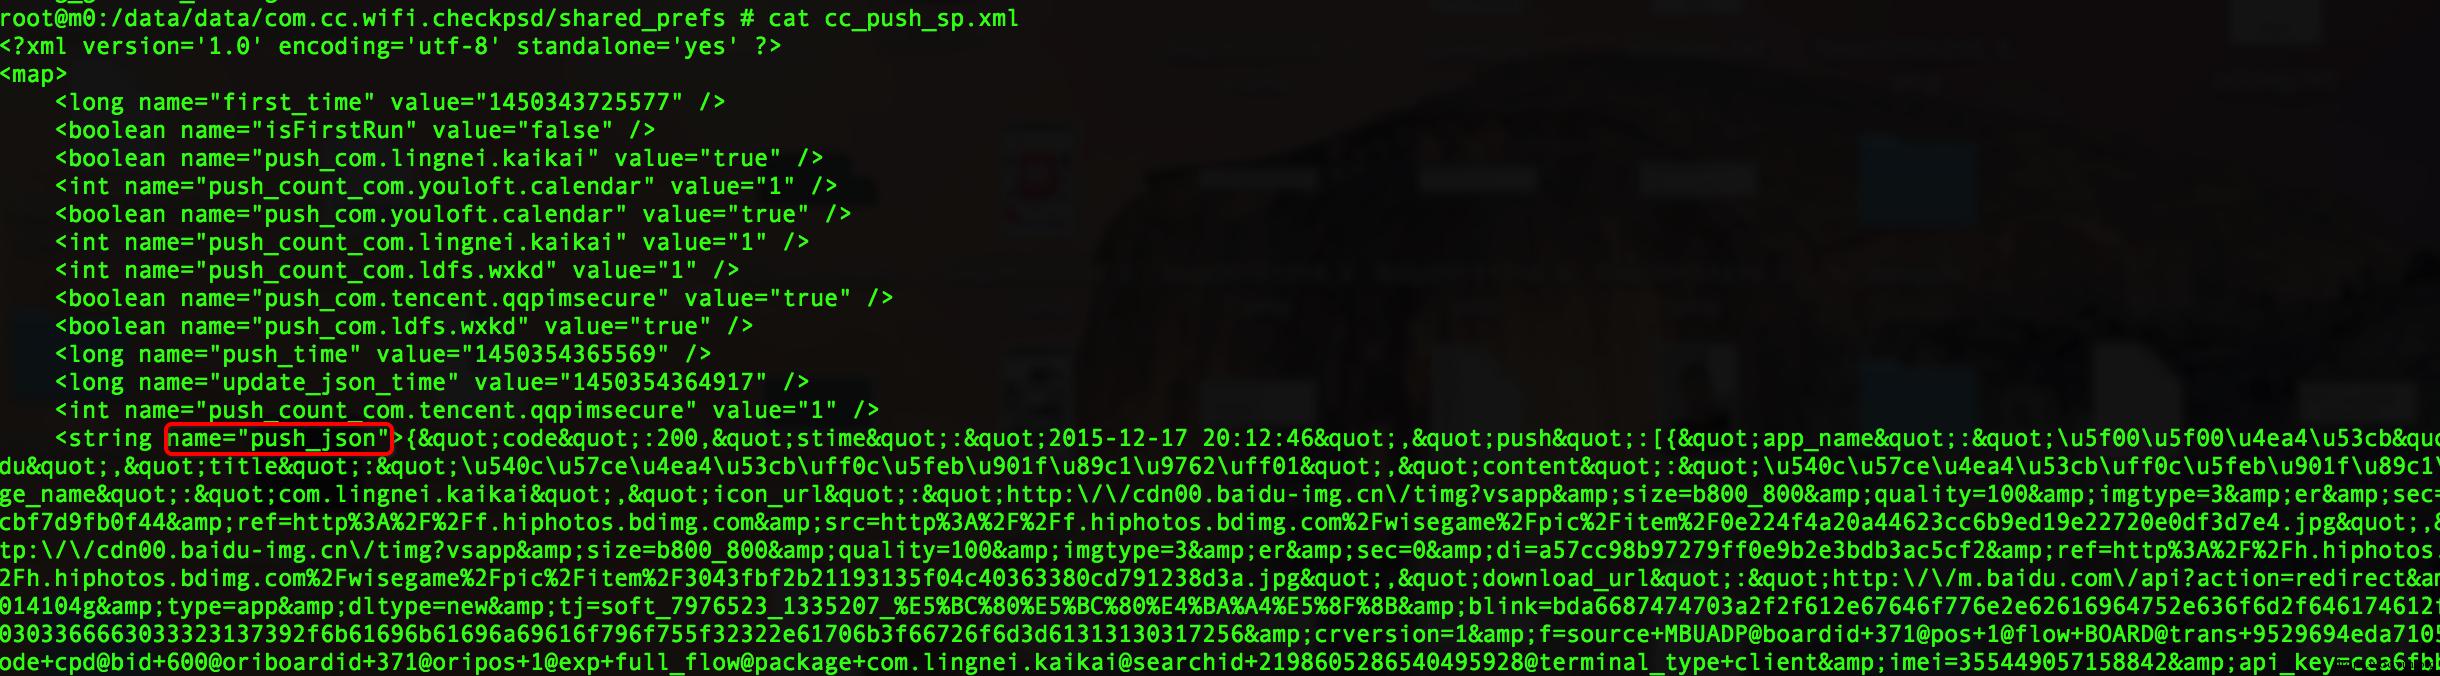 root@m0:/data/data/com.cc.wifi.checkpsd/shared_prefs # cat cc_push_sp.xml
<?xml version='1.0' encoding='utf-8' standalone='yes' ?>
<map>
    <long name="first_time" value="1450343725577" />
    <boolean name="isFirstRun" value="false" />
    <boolean name="push_com.lingnei.kaikai" value="true" />
    <int name="push_count_com.youloft.calendar" value="1" />
    <boolean name="push_com.youloft.calendar" value="true" />
    <int name="push_count_com.lingnei.kaikai" value="1" />
    <int name="push_count_com.ldfs.wxkd" value="1" />
    <boolean name="push_com.tencent.qqpimsecure" value="true" />
    <boolean name="push_com.ldfs.wxkd" value="true" />
    <long name="push_time" value="1450354365569" />
    <long name="update_json_time" value="1450354364917" />
    <int name="push_count_com.tencent.qqpimsecure" value="1" />
    <string name="push_json">{&quot;code&quot;:200,&quot;stime&quot;:&quot;2015-12-17 20:12:46&quot;,&quot;push&quot;:[{&quot;app_name&quot;:&quot;\u5f00\u5f00\u4ea4\u53cb&quo
du&quot;,&quot;title&quot;:&quot;\u540c\u57ce\u4ea4\u53cb\uff0c\u5feb\u901f\u89c1\u9762\uff01&quot;,&quot;content&quot;:&quot;\u540c\u57ce\u4ea4\u53cb\uff0c\u5feb\u901f\u89c1\
ge_name&quot;:&quot;com.lingnei.kaikai&quot;,&quot;icon_url&quot;:&quot;http:\/\/cdn00.baidu-img.cn\/timg?vsapp&amp;size=b800_800&amp;quality=100&amp;imgtype=3&amp;er&amp;sec=
cbf7d9fb0f44&amp;ref=http%3A%2F%2Ff.hiphotos.bdimg.com&amp;src=http%3A%2F%2Ff.hiphotos.bdimg.com%2Fwisegame%2Fpic%2Fitem%2F0e224f4a20a44623cc6b9ed19e22720e0df3d7e4.jpg&quot;,&
tp:\/\/cdn00.baidu-img.cn\/timg?vsapp&amp;size=b800_800&amp;quality=100&amp;imgtype=3&amp;er&amp;sec=0&amp;di=a57cc98b97279ff0e9b2e3bdb3ac5cf2&amp;ref=http%3A%2F%2Fh.hiphotos.
2Fh.hiphotos.bdimg.com%2Fwisegame%2Fpic%2Fitem%2F3043fbf2b21193135f04c40363380cd791238d3a.jpg&quot;,&quot;download_url&quot;:&quot;http:\/\/m.baidu.com\/api?action=redirect&am
014104g&amp;type=app&amp;dltype=new&amp;tj=soft_7976523_1335207_%E5%BC%80%E5%BC%80%E4%BA%A4%E5%8F%8B&amp;blink=bda6687474703a2f2f612e67646f776e2e62616964752e636f6d2f646174612f
03033666630333231373​92f6b61696b61696a69616f796f755f32322e61706b3f66726f6d3d61313130317256&amp;crversion=1&amp;f=source+MBUADP@boardid+371@pos+1@flow+BOARD@trans+9529694eda7105
ode+cpd@bid+600@oriboardid+371@oripos+1@exp+full_flow@package+com.lingnei.kaikai@searchid+2198605286540495928@terminal_type+client&amp;imei=355449057158842&amp;api_key=cea6fbb